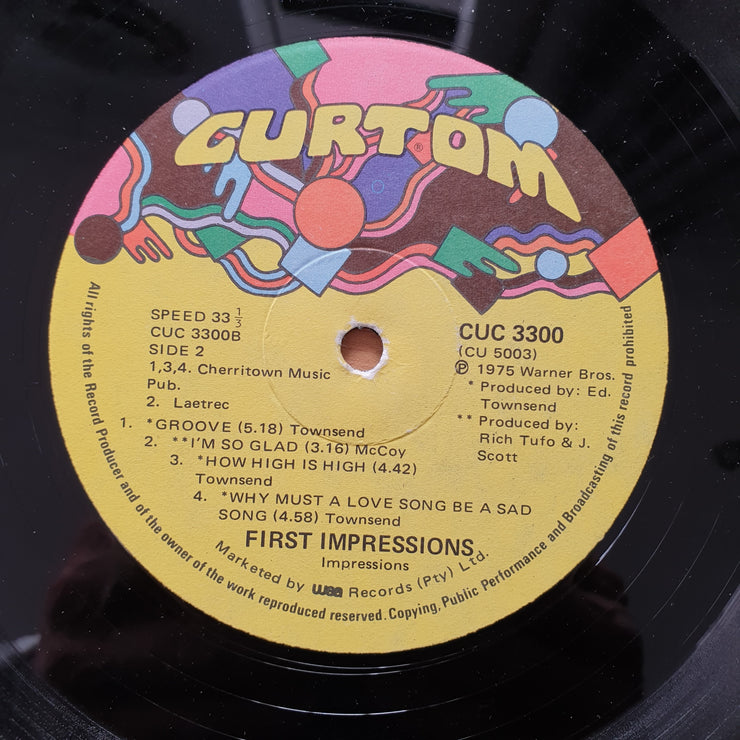 CURTOM
®
SPEED 33 1/3
CUC 3300B
SIDE 2
1,3,4. Cherritown Music
Pub.
2. Laetrec
CUC 3300
(CU 5003)
Ⓟ 1975 Warner Bros.
* Produced by: Ed.
Townsend
** Produced by:
Rich Tufo & J.
Scott
1. *GROOVE (5.18) Townsend
2. **I'M SO GLAD (3.16) McCoy
3. *HOW HIGH IS HIGH (4.42)
Townsend
4. *WHY MUST A LOVE SONG BE A SAD
SONG (4.58) Townsend
FIRST IMPRESSIONS
Impressions
Marketed by wea Records (Pty) Ltd.
All rights of the Record Producer and of the owner of the work reproduced reserved. Copying, Public Performance and Broadcasting of this record prohibited